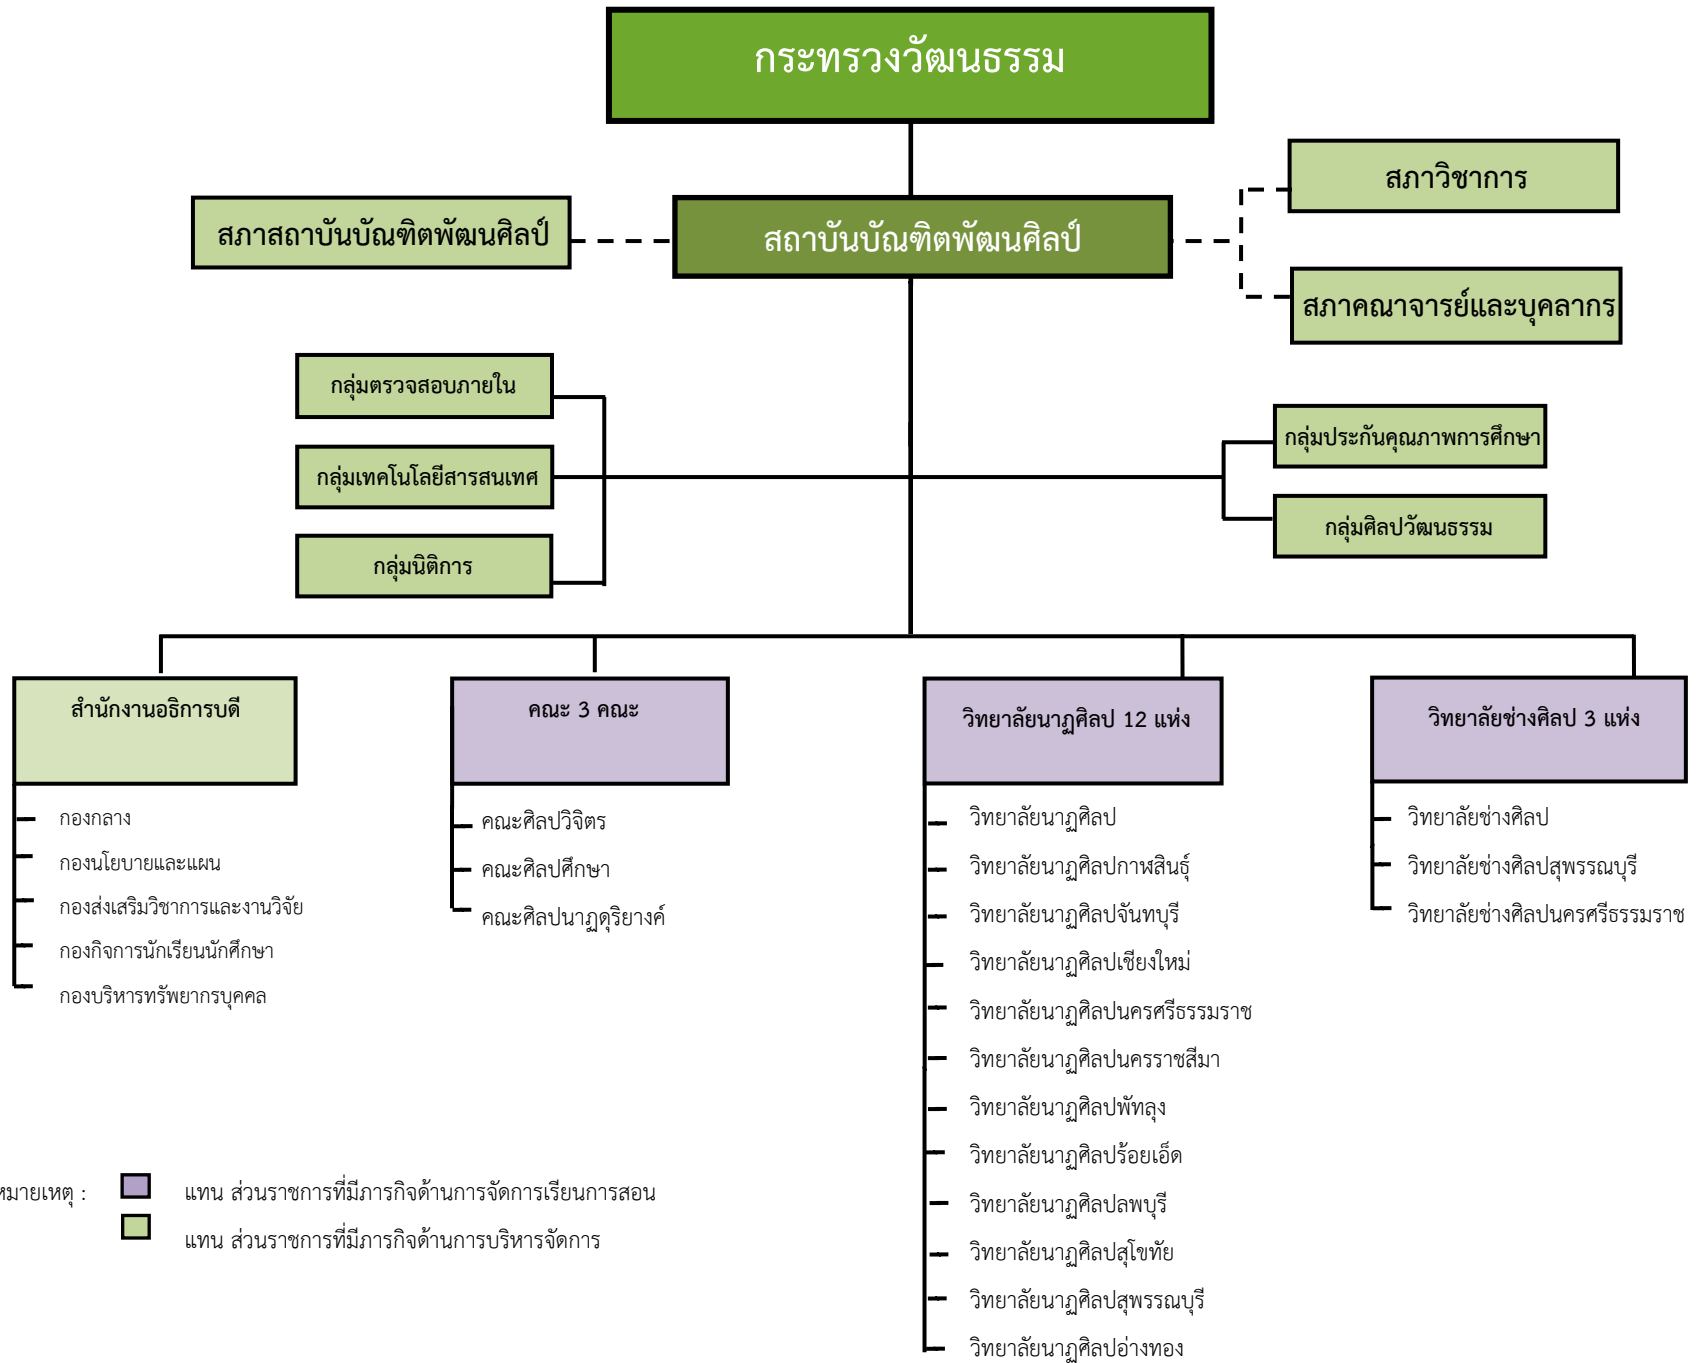 กระทรวงวัฒนธรรม
สภาวิชาการ
สภาสถาบันบัณฑิตพัฒนศิลป์
สถาบันบัณฑิตพัฒนศิลป์
สภาคณาจารย์และบุคลากร
กลุ่มตรวจสอบภายใน
กลุ่มเทคโนโลยีสารสนเทศ
กลุ่มนิติการ
กลุ่มประกันคุณภาพการศึกษา
กลุ่มศิลปวัฒนธรรม
สำนักงานอธิการบดี
กองกลาง
กองนโยบายและแผน
กองส่งเสริมวิชาการและงานวิจัย
กองกิจการนักเรียนนักศึกษา
กองบริหารทรัพยากรบุคคล
คณะ 3 คณะ
คณะศิลปวิจิตร
คณะศิลปศึกษา
คณะศิลปนาฏดุริยางค์
วิทยาลัยนาฏศิลป 12 แห่ง
วิทยาลัยนาฏศิลป
วิทยาลัยนาฏศิลปกาฬสินธุ์
วิทยาลัยนาฏศิลปจันทบุรี
วิทยาลัยนาฏศิลปเชียงใหม่
วิทยาลัยนาฏศิลปนครศรีธรรมราช
วิทยาลัยนาฏศิลปนครราชสีมา
วิทยาลัยนาฏศิลปพัทลุง
วิทยาลัยนาฏศิลปร้อยเอ็ด
วิทยาลัยนาฏศิลปลพบุรี
วิทยาลัยนาฏศิลปสุโขทัย
วิทยาลัยนาฏศิลปสุพรรณบุรี
วิทยาลัยนาฏศิลปอ่างทอง
วิทยาลัยช่างศิลป 3 แห่ง
วิทยาลัยช่างศิลป
วิทยาลัยช่างศิลปสุพรรณบุรี
วิทยาลัยช่างศิลปนครศรีธรรมราช
หมายเหตุ : แทน ส่วนราชการที่มีภารกิจด้านการจัดการเรียนการสอน
แทน ส่วนราชการที่มีภารกิจด้านการบริหารจัดการ